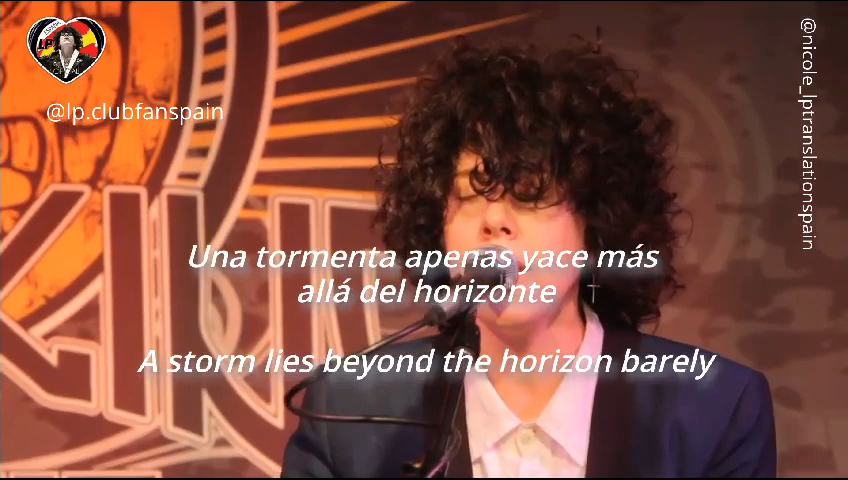 @lp.clubfanspain
@nicole_lptranslationspain
Una tormenta apenas yace más
allá del horizonte
A storm lies beyond the horizon barely